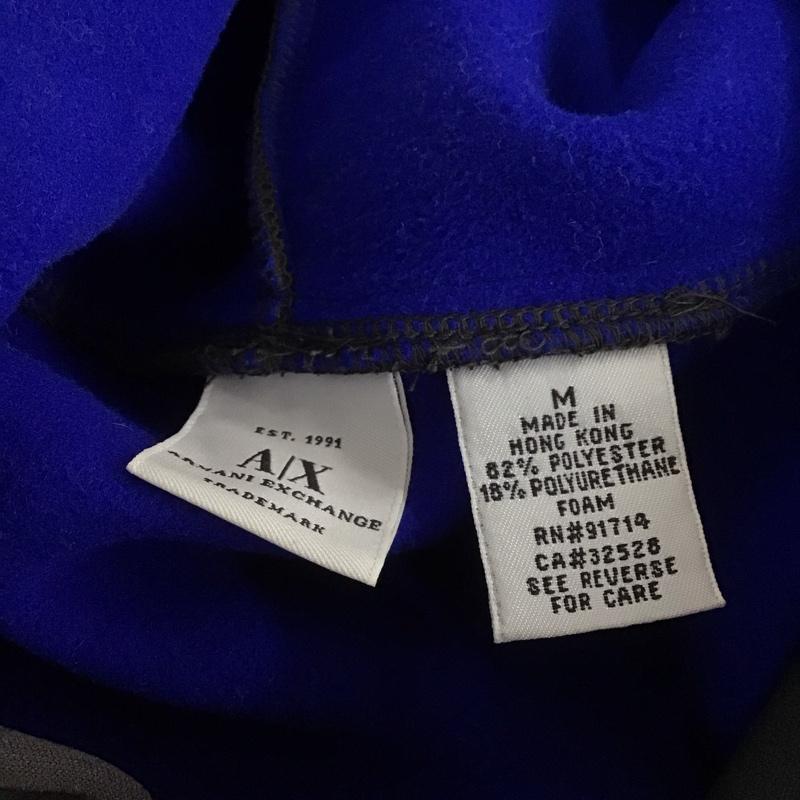 EST. 1991
A|X
ARMANI EXCHANGE
TRADEMARK
M
MADE IN
HONG KONG
82% POLYESTER
18% POLYURETHANE
FOAM
RN#91714
CA#32528
SEE REVERSE
FOR CARE